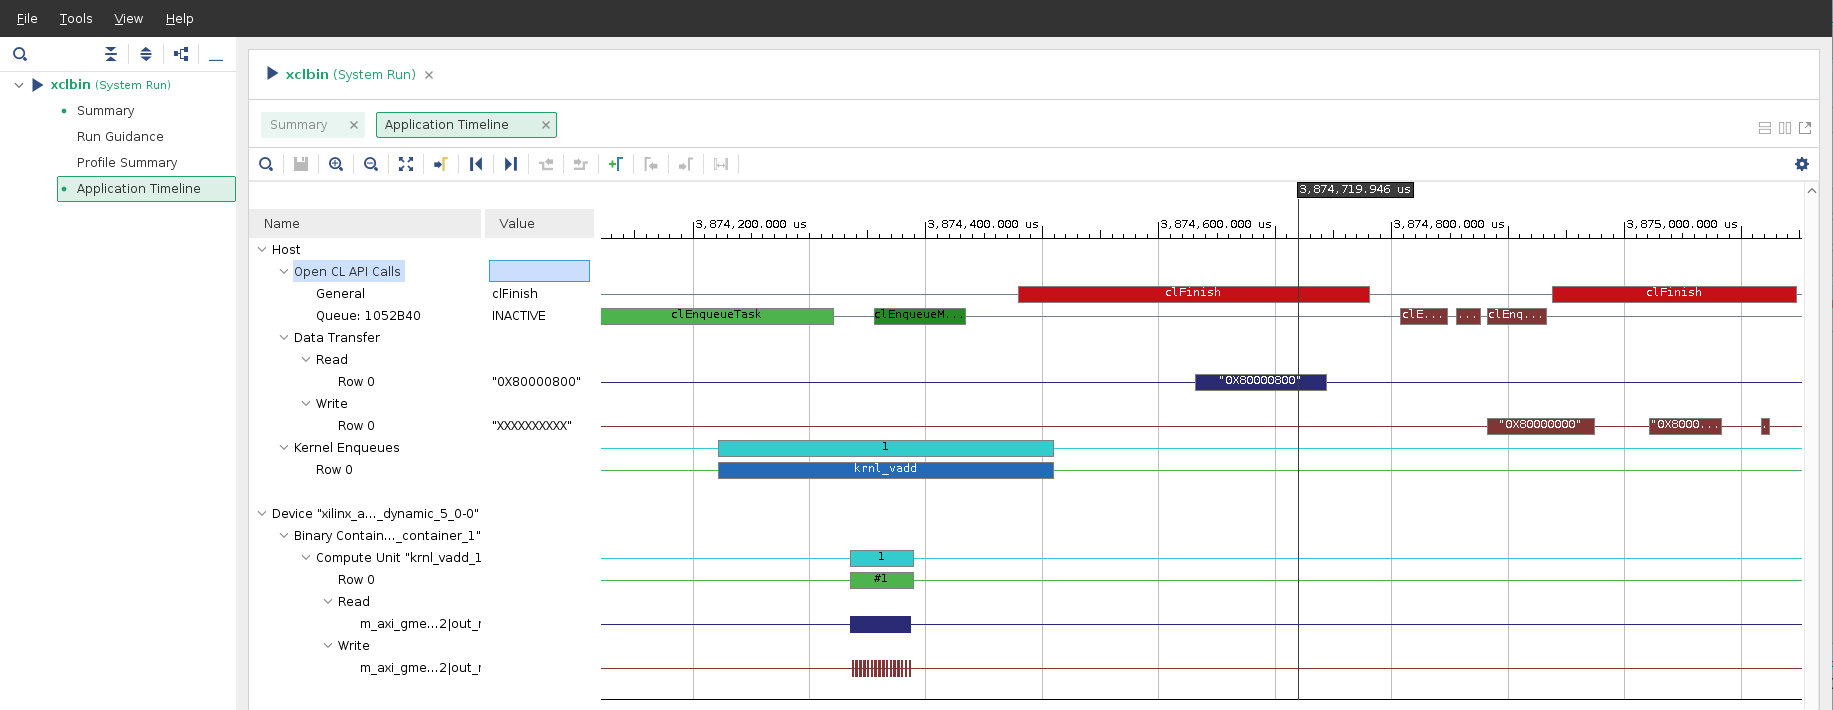 File Tools View Help
xclbin (System Run)
Summary
Run Guidance
Profile Summary
Application Timeline
xclbin (System Run)
Summary
Application Timeline
3,874,719.946 us
Name Value
3,874,200.000 us 3,874,400.000 us 3,874,600.000 us 3,874,800.000 us 3,875,000.000 us
Host
Open CL API Calls
General clFinish clFinish clFinish
Queue: 1052B40 INACTIVE clEnqueueTask clEnqueueM... clE... ... clEnq...
Data Transfer
Read
Row 0 "0X80000800" "0X80000800"
Write
Row 0 "XXXXXXXXXX" "0X80000000" "0X8000... .
Kernel Enqueues 1
Row 0 krnl_vadd
Device "xilinx_a..._dynamic_5_0-0"
Binary Contain..._container_1"
Compute Unit "krnl_vadd_1 1
Row 0 #1
Read
m_axi_gme...2|out_r
Write
m_axi_gme...2|out_r